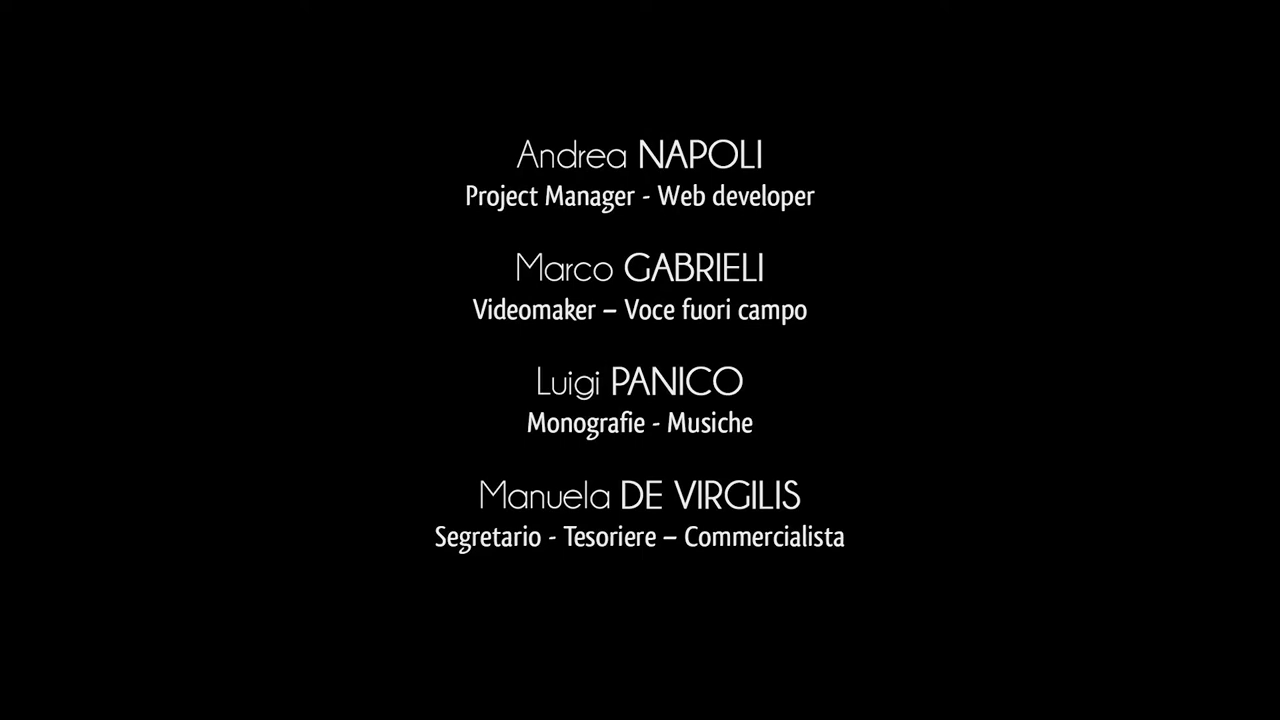 Andrea NAPOLI
Project Manager - Web developer
Marco GABRIELI
Videomaker – Voce fuori campo
Luigi PANICO
Monografie - Musiche
Manuela DE VIRGILIS
Segretario - Tesoriere – Commercialista